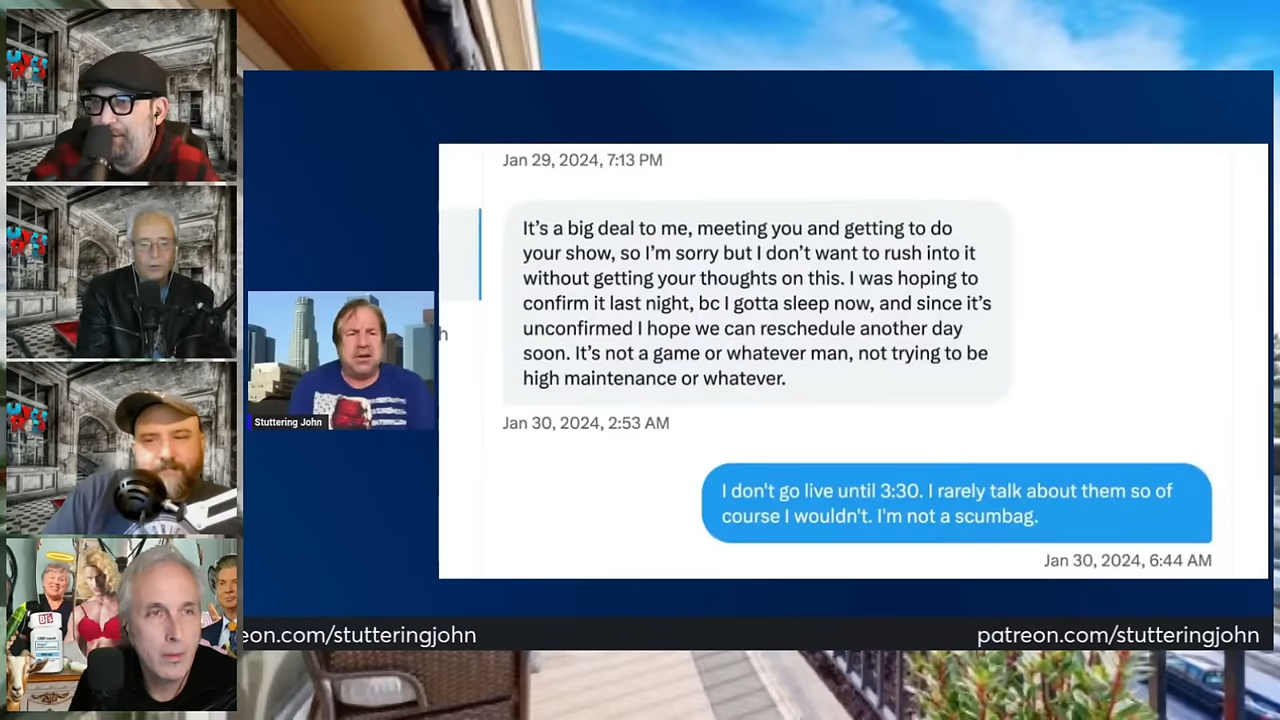 Jan 29, 2024, 7:13 PM
It's a big deal to me, meeting you and getting to do
your show, so I'm sorry but I don't want to rush into it
without getting your thoughts on this. I was hoping to
confirm it last night, bc I gotta sleep now, and since it's
unconfirmed I hope we can reschedule another day
soon. It's not a game or whatever man, not trying to be
high maintenance or whatever.
h
Jan 30, 2024, 2:53 AM
I don't go live until 3:30. I rarely talk about them so of
course I wouldn't. I'm not a scumbag.
Jan 30, 2024, 6:44 AM
Stuttering John
eon.com/stutteringjohn
patreon.com/stutteringjohn